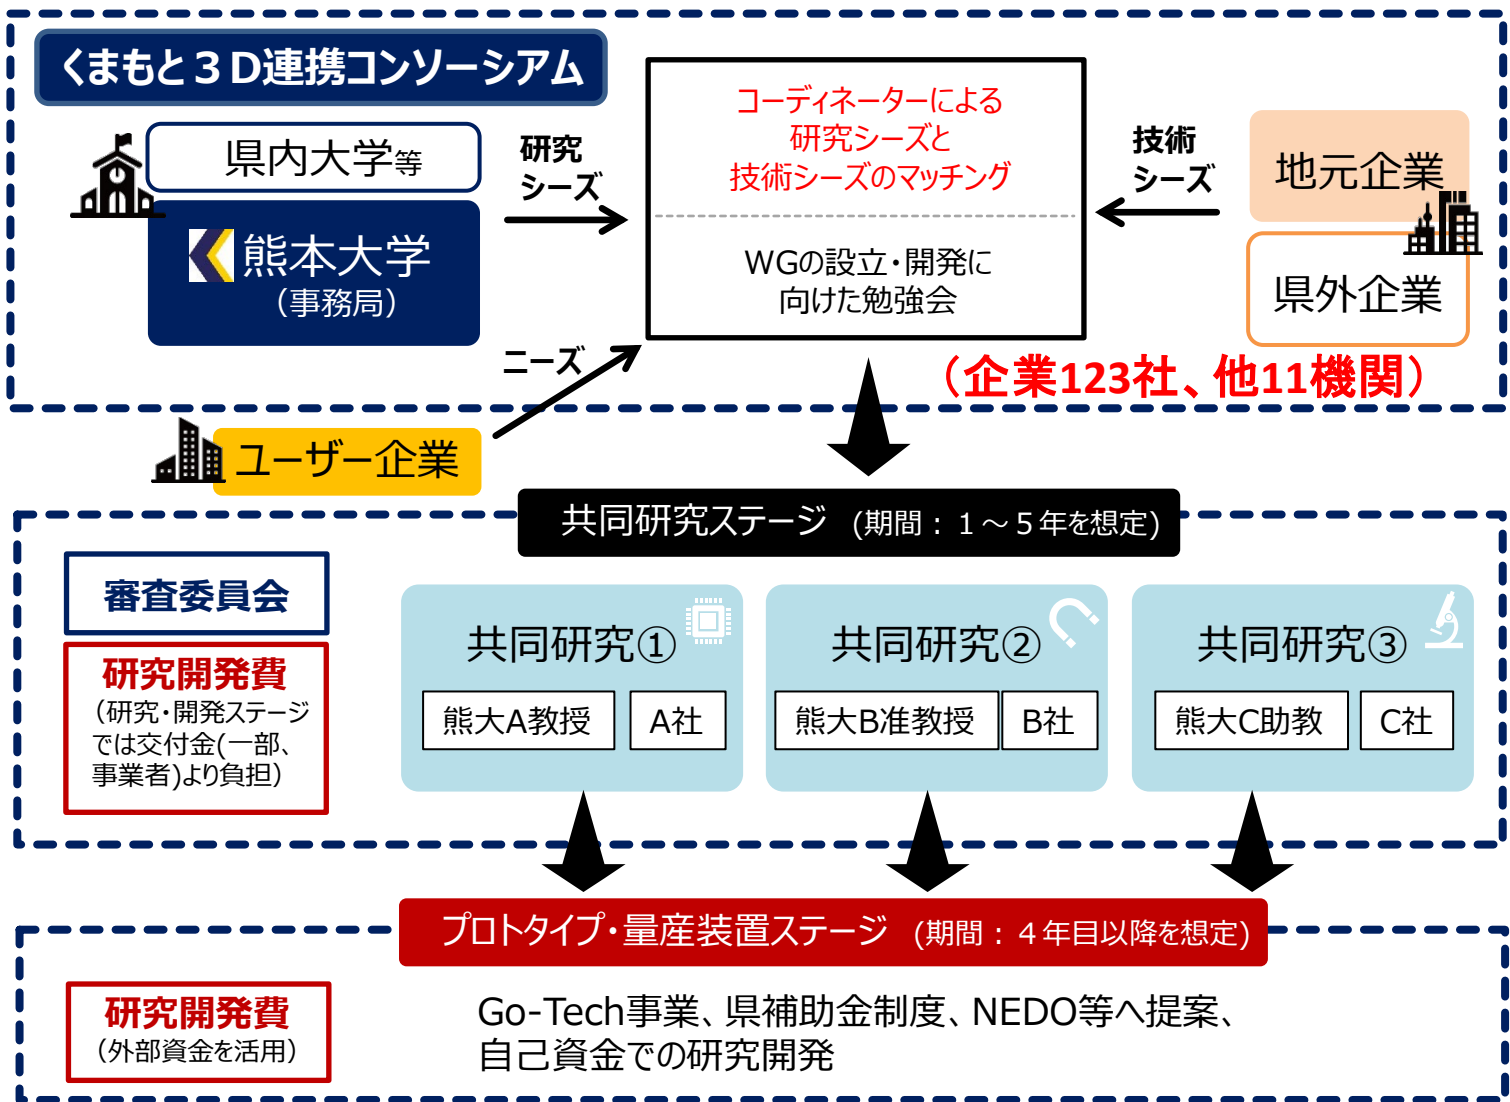 くまもと３D連携コンソーシアム
県内大学等
熊本大学
（事務局）
研究
シーズ
コーディネーターによる
研究シーズと
技術シーズのマッチング
WGの設立・開発に
向けた勉強会
技術
シーズ
地元企業
県外企業
ニーズ
（企業123社、他11機関）
ユーザー企業
共同研究ステージ (期間：１～５年を想定)
審査委員会
研究開発費
（研究・開発ステージ
では交付金(一部、
事業者)より負担）
共同研究①
熊大A教授 A社
共同研究②
熊大B准教授 B社
共同研究③
熊大C助教 C社
プロトタイプ・量産装置ステージ (期間：４年目以降を想定)
研究開発費
（外部資金を活用）
Go-Tech事業、県補助金制度、NEDO等へ提案、
自己資金での研究開発